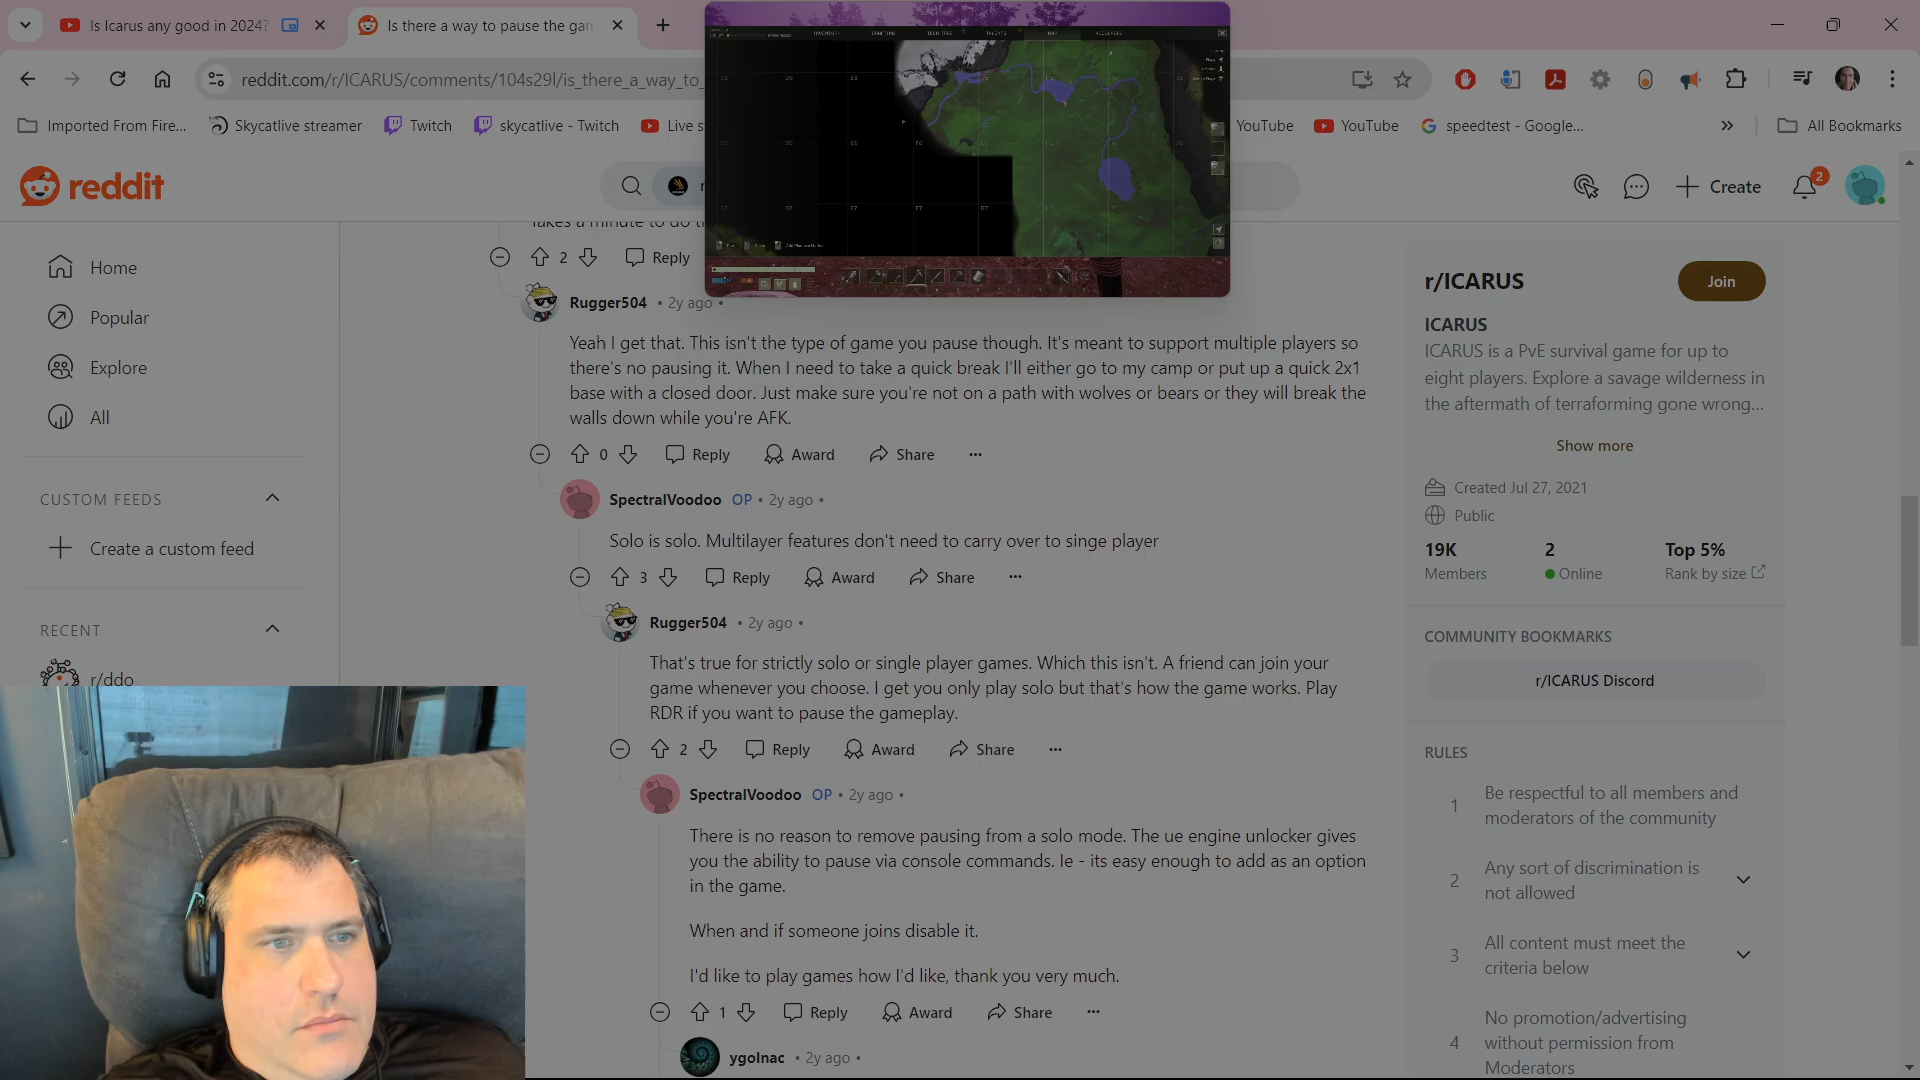 Is Icarus any good in 2024?
Is there a way to pause the gam
reddit.com/r/ICARUS/comments/104s29l/is_there_a_way_to_
Imported From Fire...
Skycatlive streamer
Twitch
skycatlive - Twitch
Live s
YouTube
YouTube
speedtest - Google...
All Bookmarks
INVENTORY
CRAFTING
TECH TREE
TALENTS
MAP
reddit
Create
2
Takes a minute to do t
2
Reply
Home
Popular
Explore
All
CUSTOM FEEDS
Create a custom feed
RECENT
r/ddo
Rugger504 • 2y ago •
Yeah I get that. This isn't the type of game you pause though. It's meant to support multiple players so
there's no pausing it. When I need to take a quick break I'll either go to my camp or put up a quick 2x1
base with a closed door. Just make sure you're not on a path with wolves or bears or they will break the
walls down while you're AFK.
0
Reply
Award
Share
SpectralVoodoo OP • 2y ago •
Solo is solo. Multilayer features don't need to carry over to singe player
3
Reply
Award
Share
Rugger504 • 2y ago •
That's true for strictly solo or single player games. Which this isn't. A friend can join your
game whenever you choose. I get you only play solo but that's how the game works. Play
RDR if you want to pause the gameplay.
2
Reply
Award
Share
SpectralVoodoo OP • 2y ago •
There is no reason to remove pausing from a solo mode. The ue engine unlocker gives
you the ability to pause via console commands. Ie - its easy enough to add as an option
in the game.
When and if someone joins disable it.
I'd like to play games how I'd like, thank you very much.
1
Reply
Award
Share
ygolnac • 2y ago •
r/ICARUS
Join
ICARUS
ICARUS is a PvE survival game for up to
eight players. Explore a savage wilderness in
the aftermath of terraforming gone wrong...
Show more
Created Jul 27, 2021
Public
19K
Members
2
Online
Top 5%
Rank by size
COMMUNITY BOOKMARKS
r/ICARUS Discord
RULES
1
Be respectful to all members and
moderators of the community
2
Any sort of discrimination is
not allowed
3
All content must meet the
criteria below
4
No promotion/advertising
without permission from
Moderators